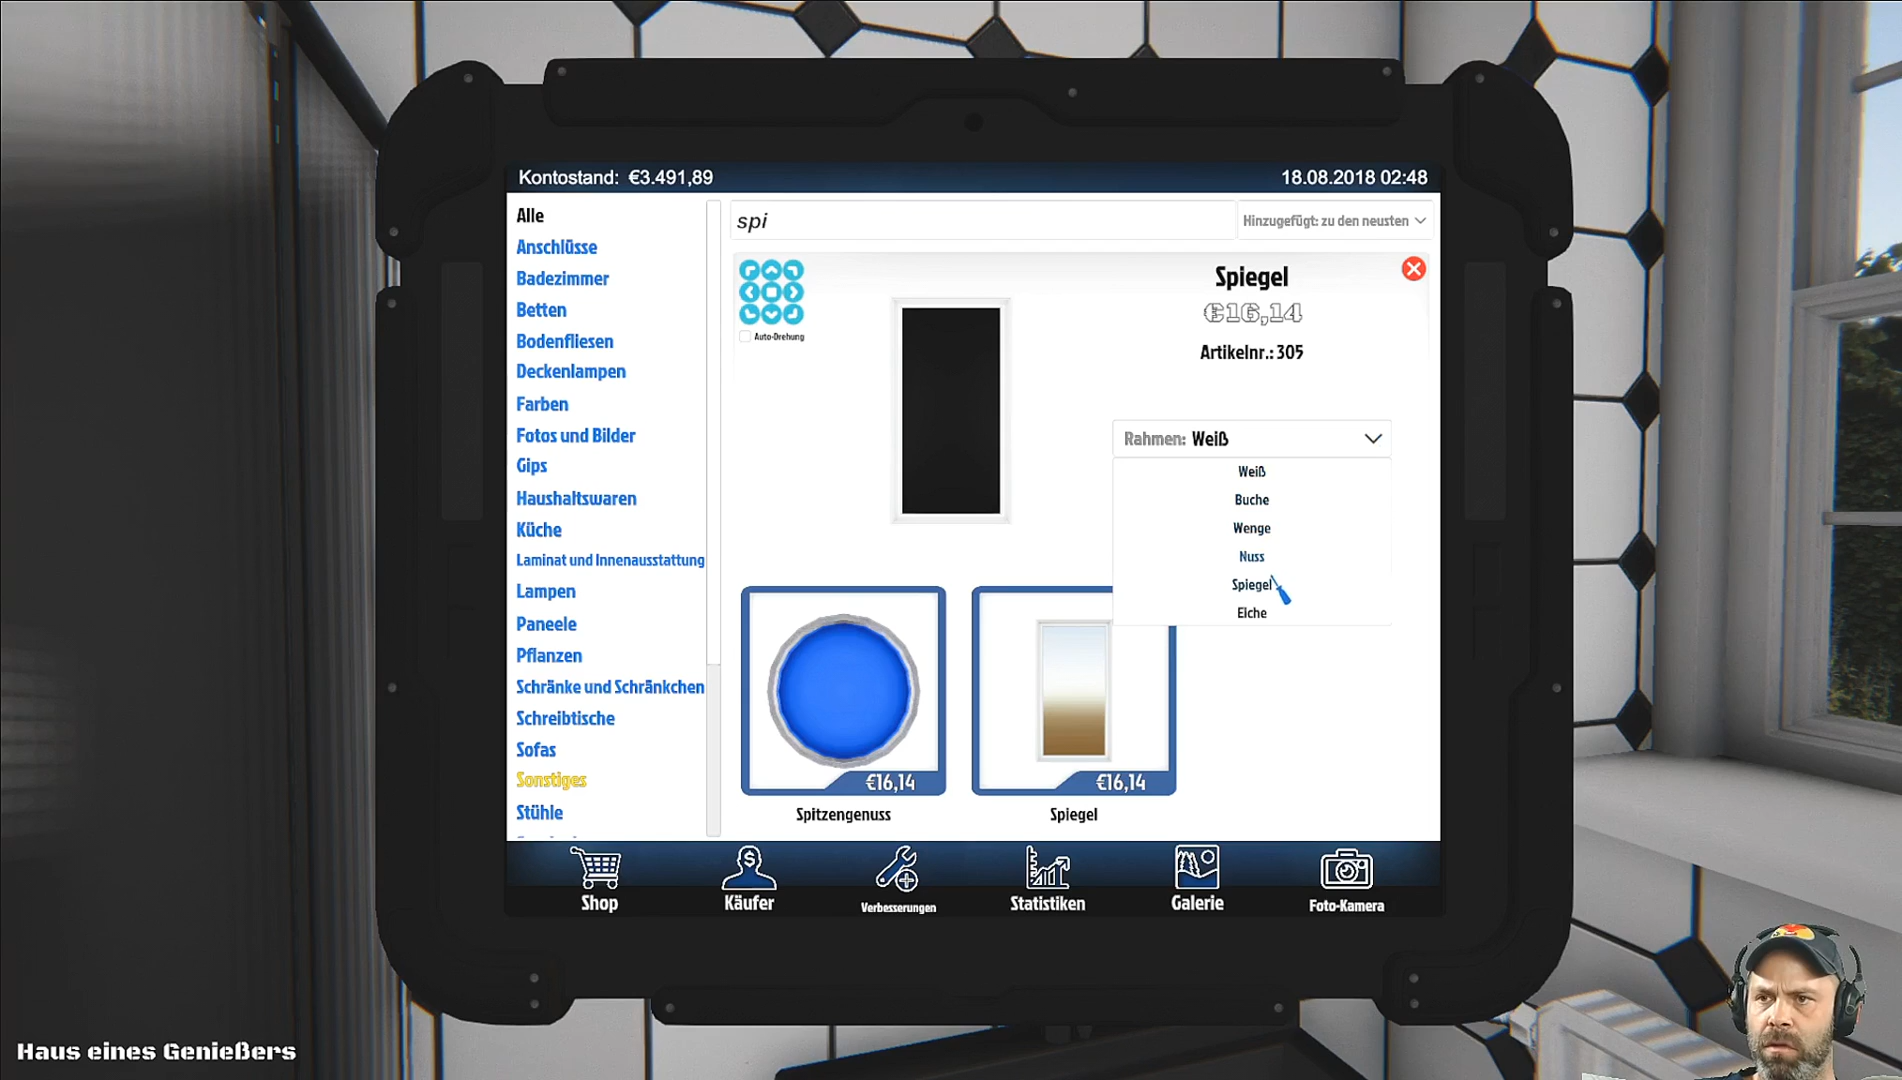 Kontostand: €3.491,89
18.08.2018 02:48
Alle
Anschlüsse
Badezimmer
Betten
Bodenfliesen
Deckenlampen
Farben
Fotos und Bilder
Gips
Haushaltswaren
Küche
Laminat und Innenausstattung
Lampen
Paneele
Pflanzen
Schränke und Schränkchen
Schreibtische
Sofas
Sonstiges
Stühle
spi
Hinzugefügt: zu den neusten
Auto-Drehung
Spiegel
€16,14
Artikelnr.: 305
Rahmen: Weiß
Weiß
Buche
Wenge
Nuss
Spiegel
Eiche
€16,14
Spitzengenuss
€16,14
Spiegel
Shop
Käufer
Verbesserungen
Statistiken
Galerie
Foto-Kamera
Haus eines Genießers